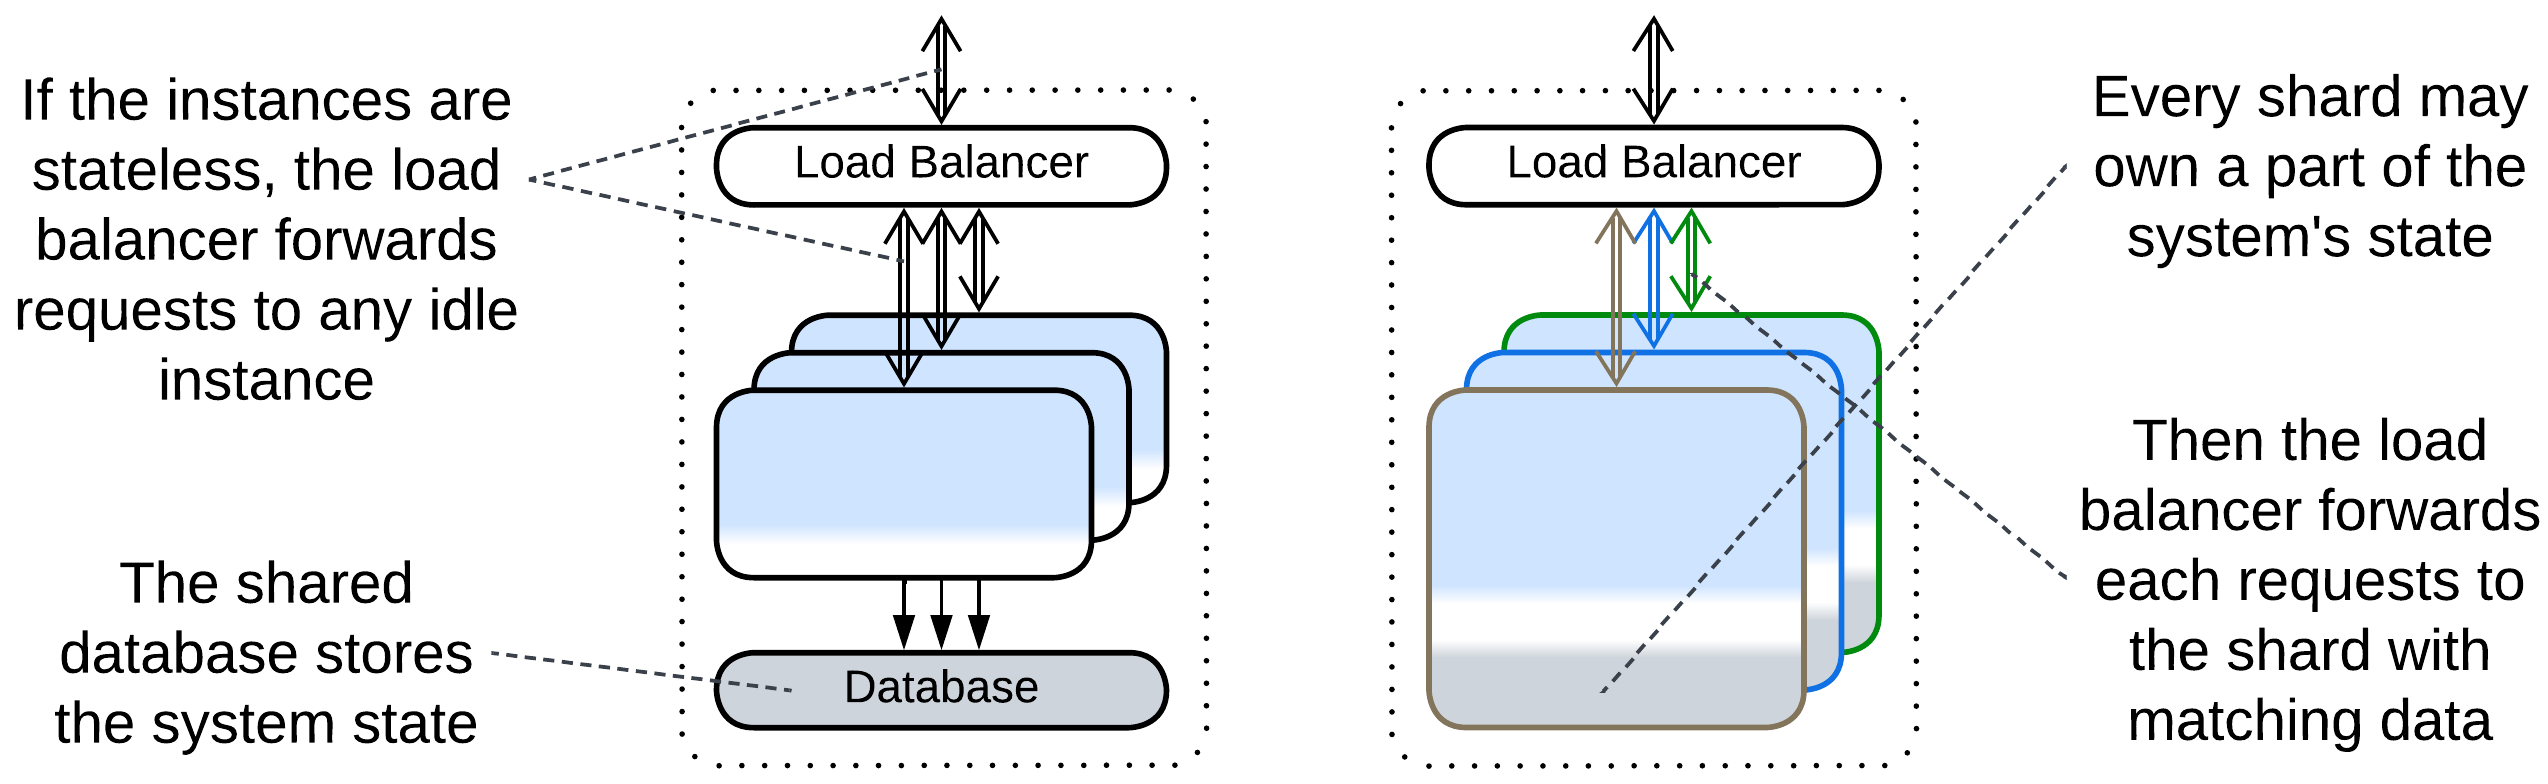 If the instances are
stateless, the load
balancer forwards
requests to any idle
instance
The shared
database stores
the system state
Load Balancer
Database
Load Balancer
Every shard may
own a part of the
system's state
Then the load
balancer forwards
each requests to
the shard with
matching data